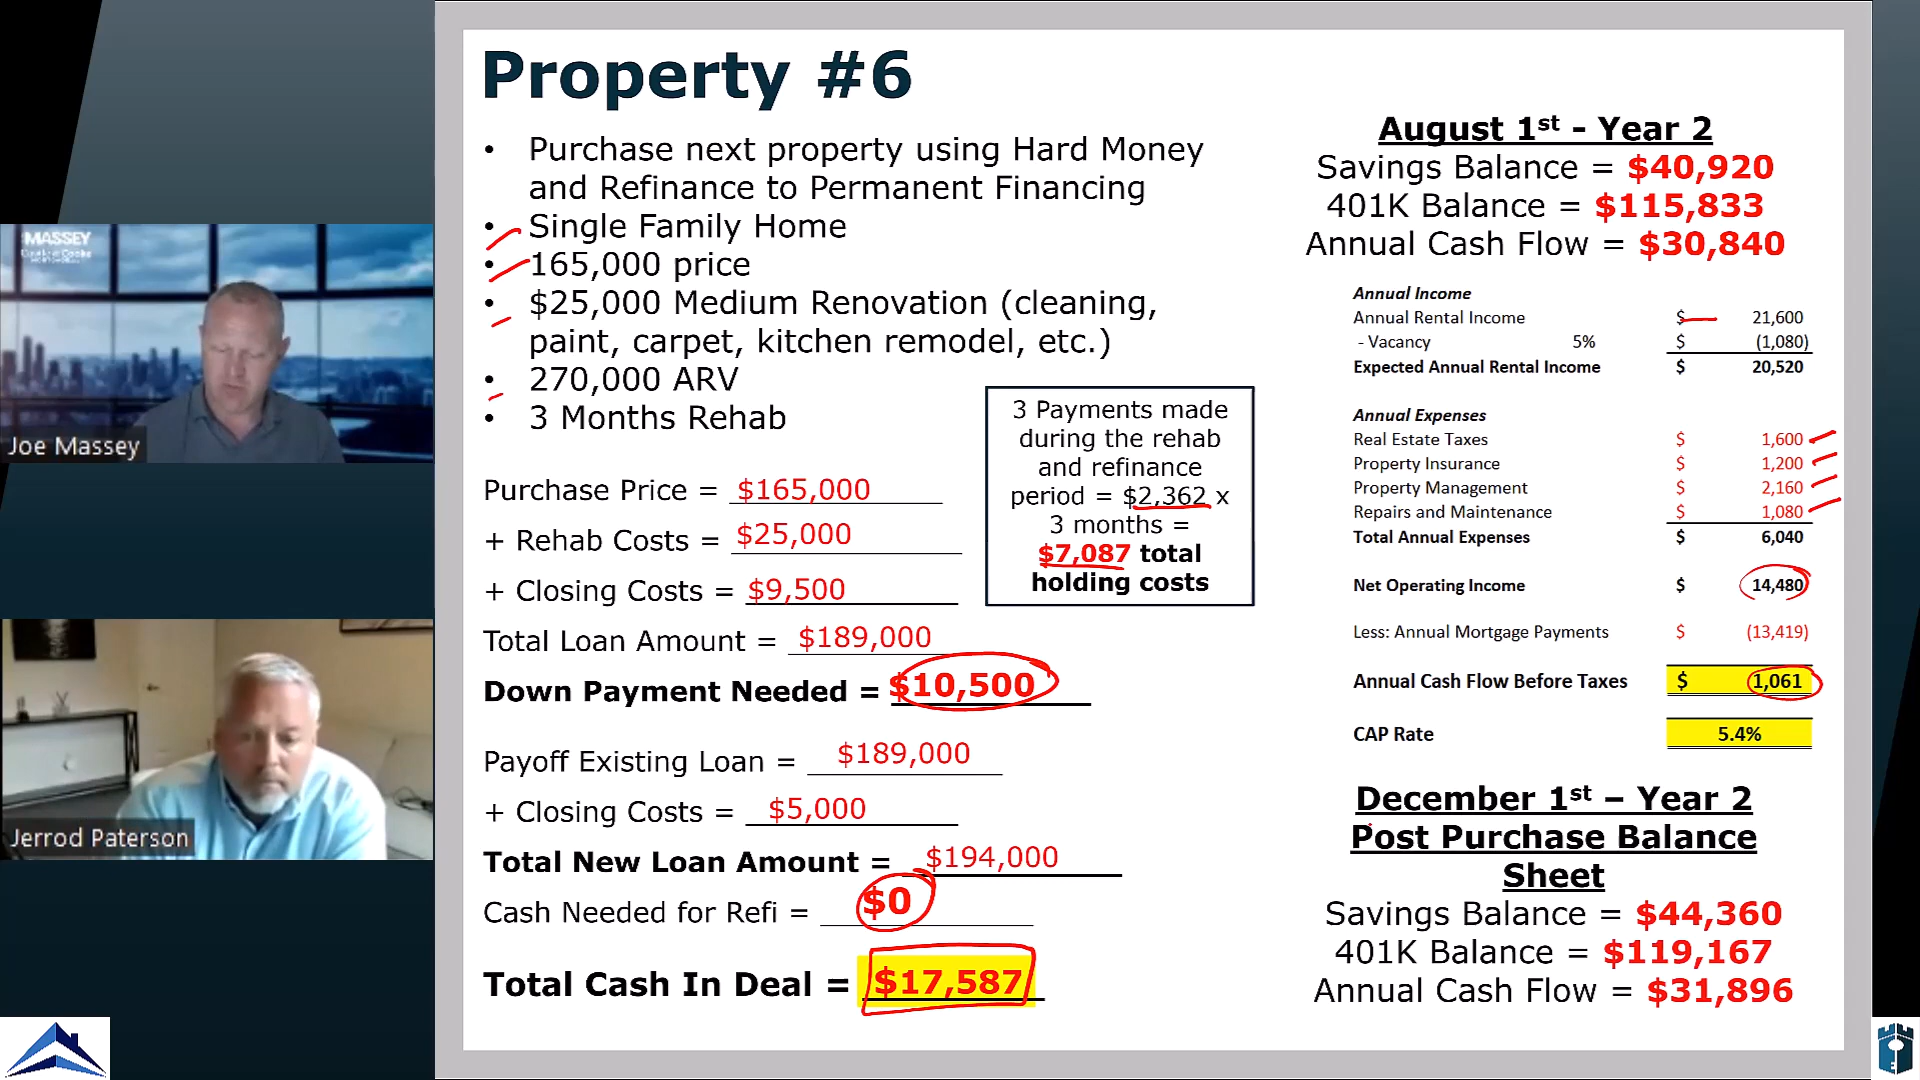 Property #6
• Purchase next property using Hard Money
and Refinance to Permanent Financing
• Single Family Home
• 165,000 price
• $25,000 Medium Renovation (cleaning,
paint, carpet, kitchen remodel, etc.)
• 270,000 ARV
• 3 Months Rehab
Purchase Price = $165,000
+ Rehab Costs = $25,000
+ Closing Costs = $9,500
Total Loan Amount = $189,000
Down Payment Needed = $10,500
Payoff Existing Loan = $189,000
+ Closing Costs = $5,000
Total New Loan Amount = $194,000
Cash Needed for Refi = $0
Total Cash In Deal = $17,587
3 Payments made
during the rehab
and refinance
period = $2,362 x
3 months =
$7,087 total
holding costs
August 1st - Year 2
Savings Balance = $40,920
401K Balance = $115,833
Annual Cash Flow = $30,840
Annual Income
Annual Rental Income $ 21,600
- Vacancy 5% $ (1,080)
Expected Annual Rental Income $ 20,520
Annual Expenses
Real Estate Taxes $ 1,600
Property Insurance $ 1,200
Property Management $ 2,160
Repairs and Maintenance $ 1,080
Total Annual Expenses $ 6,040
Net Operating Income $ 14,480
Less: Annual Mortgage Payments $ (13,419)
Annual Cash Flow Before Taxes $ 1,061
CAP Rate 5.4%
December 1st – Year 2
Post Purchase Balance
Sheet
Savings Balance = $44,360
401K Balance = $119,167
Annual Cash Flow = $31,896
MASSEY
Joe Massey
Jerrod Paterson